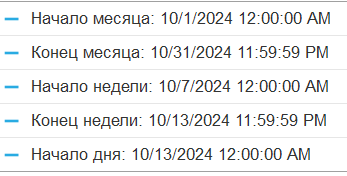 Начало месяца: 10/1/2024 12:00:00 AM
Конец месяца: 10/31/2024 11:59:59 PM
Начало недели: 10/7/2024 12:00:00 AM
Конец недели: 10/13/2024 11:59:59 PM
Начало дня: 10/13/2024 12:00:00 AM